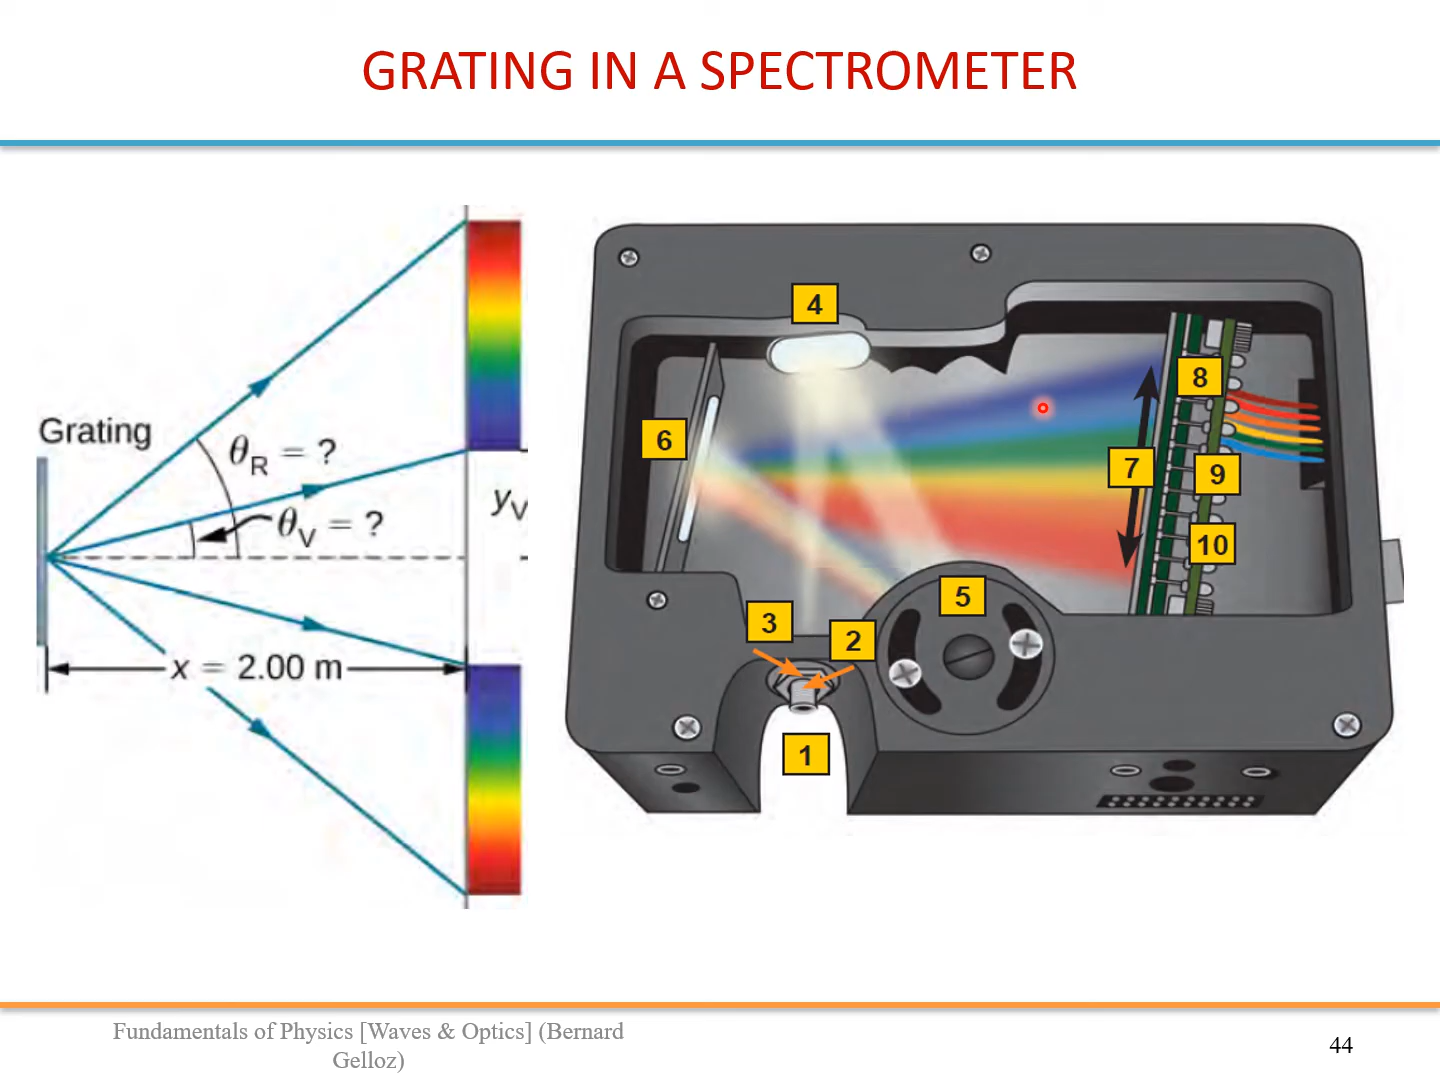 GRATING IN A SPECTROMETER
Grating
θR = ?
θV = ?
yV
x = 2.00 m
4
6
8
7
9
10
5
3
2
1
Fundamentals of Physics [Waves & Optics] (Bernard
Gelloz)
44